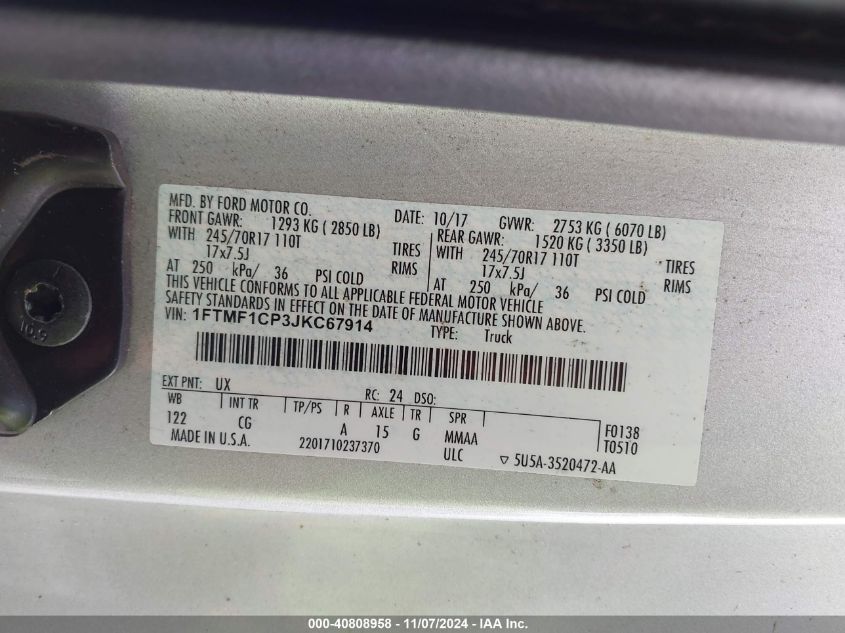 MFD. BY FORD MOTOR CO. DATE: 10/17 GVWR: 2753 KG ( 6070 LB)
FRONT GAWR: 1293 KG ( 2850 LB) REAR GAWR: 1520 KG ( 3350 LB)
WITH 245/70R17 110T TIRES WITH 245/70R17 110T TIRES
17x7.5J RIMS 17x7.5J RIMS
AT 250 kPa/ 36 PSI COLD AT 250 kPa/ 36 PSI COLD
THIS VEHICLE CONFORMS TO ALL APPLICABLE FEDERAL MOTOR VEHICLE
SAFETY STANDARDS IN EFFECT ON THE DATE OF MANUFACTURE SHOWN ABOVE.
VIN: 1FTMF1CP3JKC67914 TYPE: Truck
EXT PNT: UX RC: 24 DSO:
WB INT TR TP/PS R AXLE TR SPR
122 CG A 15 G MMAA F0138
ULC T0510
MADE IN U.S.A. 2201710237370 ▽ 5U5A-3520472-AA
10.9
000-40808958 - 11/07/2024 - IAA Inc.